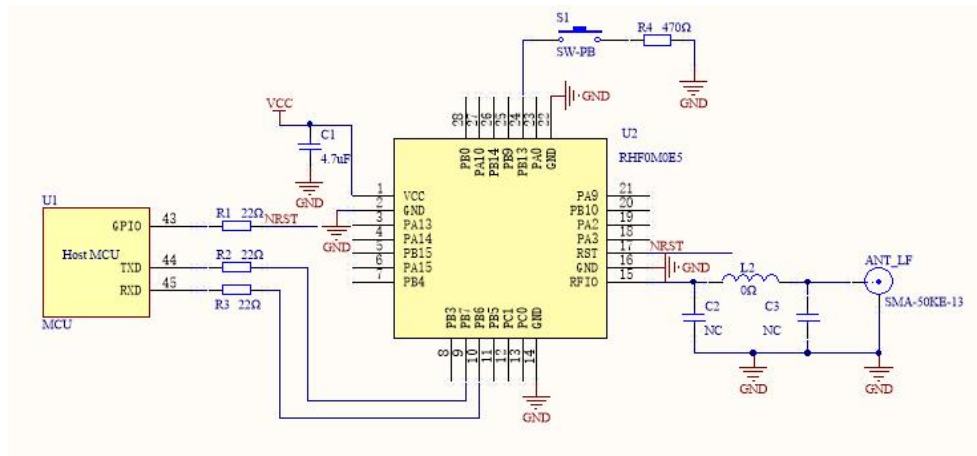 S1
R4 470Ω
SW-PB
GND
GND
VCC
C1
4.7uF
GND
28
27
26
25
24
23
22
PB0
PA10
PB14
PB9
PB13
PA0
GND
U2
RHF0M0E5
1 VCC
2 GND
3 PA13
4 PA14
5 PB15
6 PA15
7 PB4
GND
PA9 21
PB10 20
PA2 19
PA3 18
RST 17 NRST
GND 16 GND
RFIO 15
U1
GPIO 43 R1 22Ω NRST
Host MCU
TXD 44 R2 22Ω
RXD 45 R3 22Ω
MCU
PB3
PB7
PB6
PB5
PC1
PC0
GND
8
9
10
11
12
13
14
GND
L2
0Ω
C2
NC
C3
NC
ANT_LF
SMA-50KE-13
GND
GND